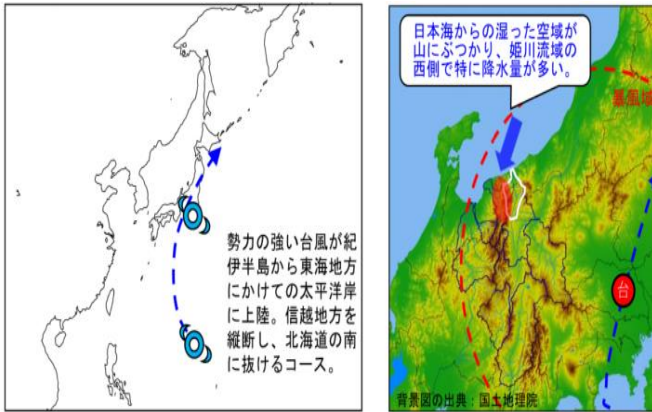 勢力の強い台風が紀
伊半島から東海地方
にかけての太平洋岸
に上陸。信越地方を
縦断し、北海道の南
に抜けるコース。
日本海からの湿った空域が
山にぶつかり、姫川流域の
西側で特に降水量が多い。
暴風域
台
背景図の出典：国土地理院